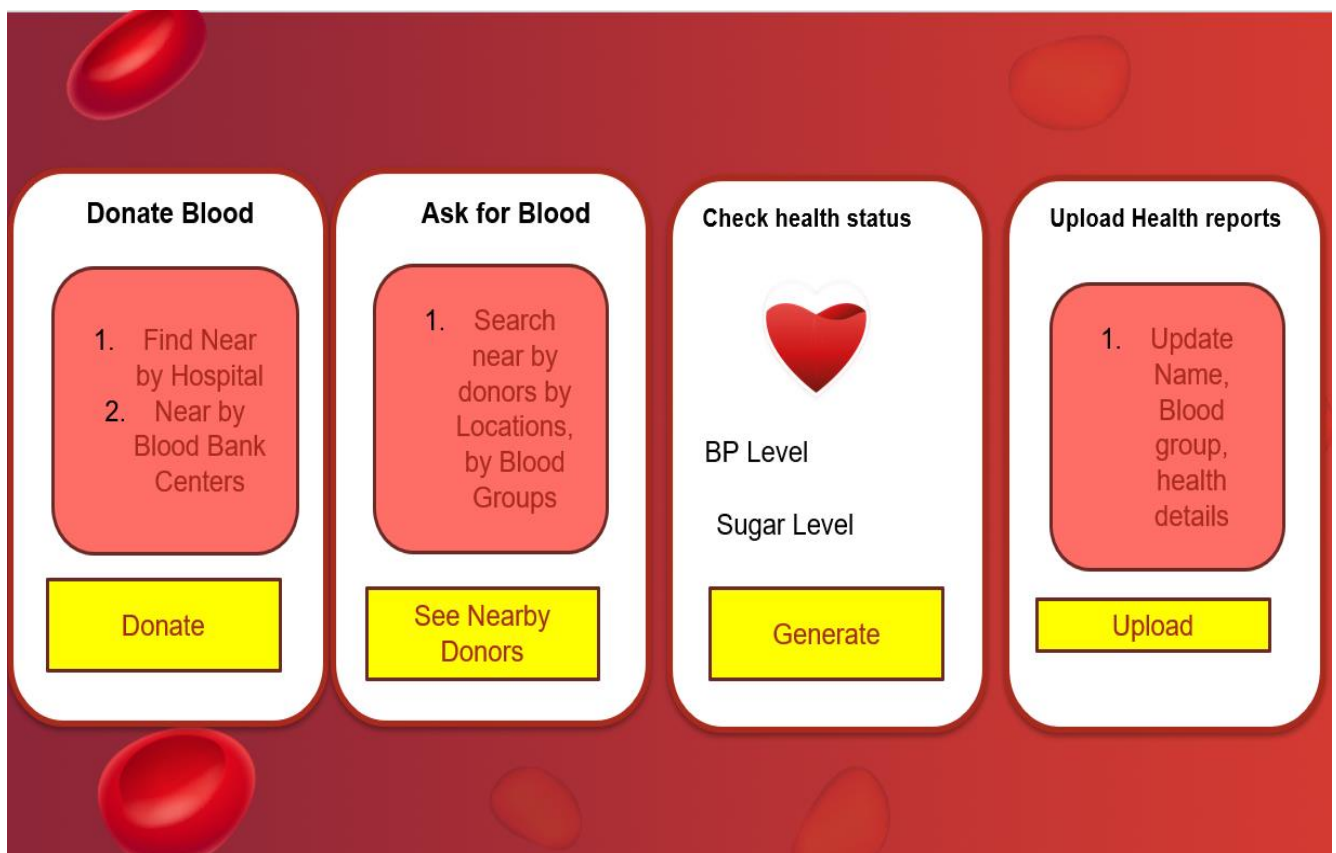 Donate Blood
1. Find Near
by Hospital
2. Near by
Blood Bank
Centers
Donate
Ask for Blood
1. Search
near by
donors by
Locations,
by Blood
Groups
See Nearby
Donors
Check health status
BP Level
Sugar Level
Generate
Upload Health reports
1. Update
Name,
Blood
group,
health
details
Upload